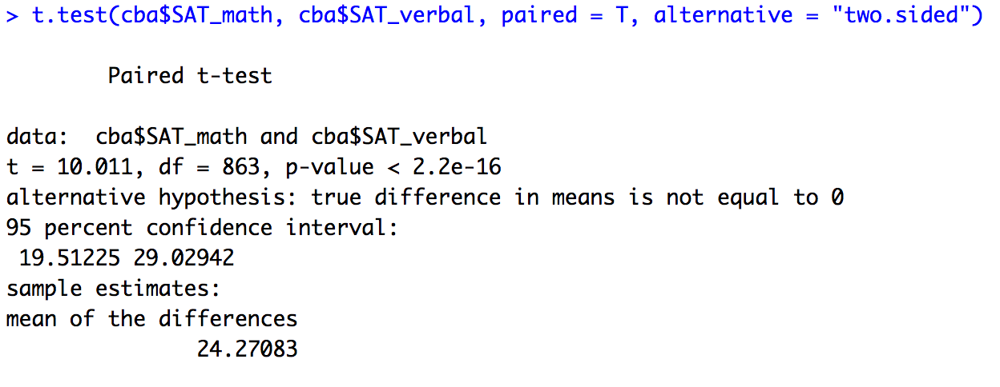 > t.test(cba$SAT_math, cba$SAT_verbal, paired = T, alternative = "two.sided")
Paired t-test
data:  cba$SAT_math and cba$SAT_verbal
t = 10.011, df = 863, p-value < 2.2e-16
alternative hypothesis: true difference in means is not equal to 0
95 percent confidence interval:
19.51225 29.02942
sample estimates:
mean of the differences
24.27083